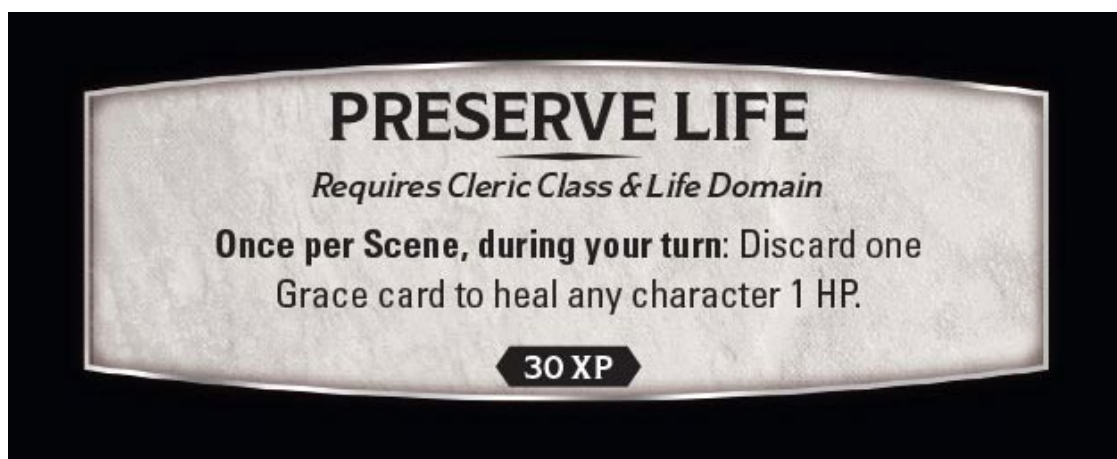 PRESERVE LIFE
Requires Cleric Class & Life Domain
Once per Scene, during your turn: Discard one
Grace card to heal any character 1 HP.
30 XP